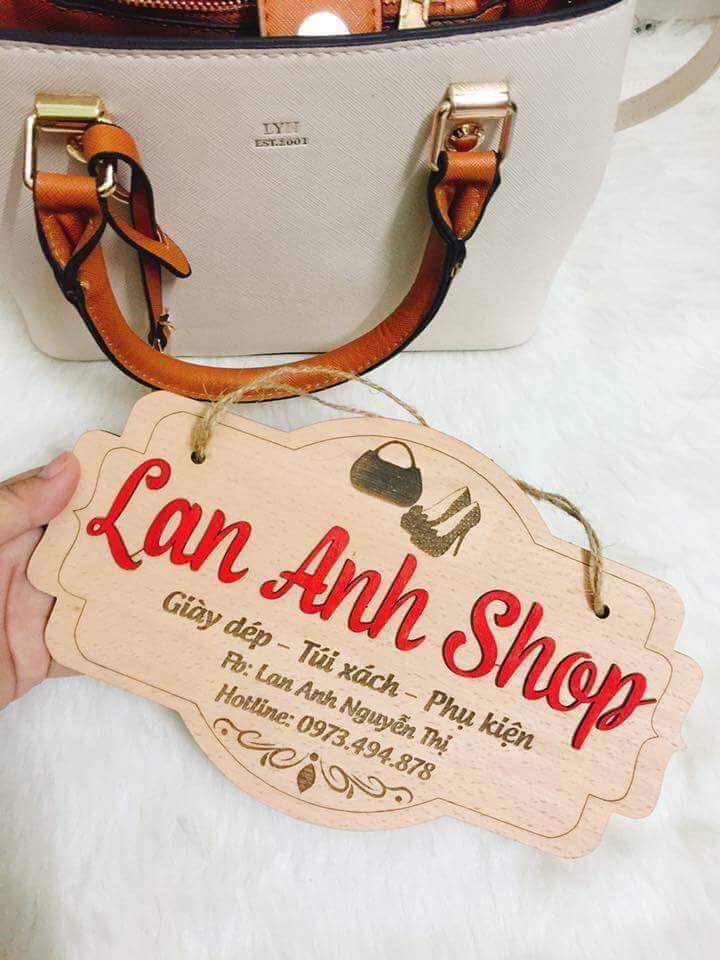 LYN
EST.2001
Lan Anh Shop
Giày dép - Túi xách - Phụ kiện
Fb: Lan Anh Nguyễn Thị
Hotline: 0973.494.878